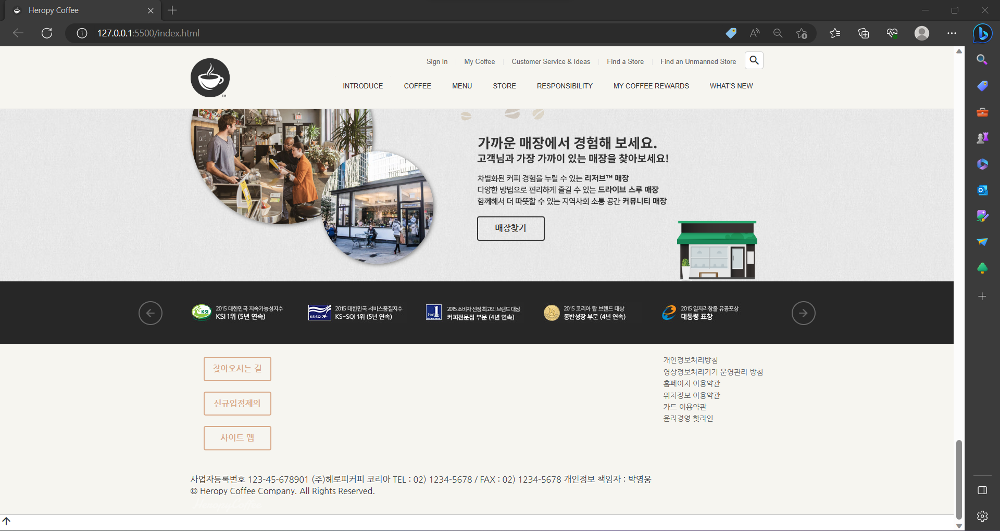 Heropy Coffee
127.0.0.1:5500/index.html
Sign In
My Coffee
Customer Service & Ideas
Find a Store
Find an Unmanned Store
TM
INTRODUCE
COFFEE
MENU
STORE
RESPONSIBILITY
MY COFFEE REWARDS
WHAT'S NEW
가까운 매장에서 경험해 보세요.
고객님과 가장 가까이 있는 매장을 찾아보세요!
차별화된 커피 경험을 누릴 수 있는 리저브™ 매장
다양한 방법으로 편리하게 즐길 수 있는 드라이브 스루 매장
함께해서 더 따뜻할 수 있는 지역사회 소통 공간 커뮤니티 매장
매장찾기
KSI
2015 대한민국 지속가능성지수
KSI 1위 (5년 연속)
KS-SQI
2015 대한민국 서비스품질지수
KS-SQI 1위 (5년 연속)
Forbes
2015 소비자 선정 최고의 브랜드 대상
커피전문점 부문 (4년 연속)
2015 코리아 탑 브랜드 대상
동반성장 부문 (4년 연속)
2015 일자리창출 유공포상
대통령 표창
찾아오시는 길
신규입점제의
사이트 맵
개인정보처리방침
영상정보처리기기 운영관리 방침
홈페이지 이용약관
위치정보 이용약관
카드 이용약관
윤리경영 핫라인
사업자등록번호 123-45-678901 (주)헤로피커피 코리아 TEL : 02) 1234-5678 / FAX : 02) 1234-5678 개인정보 책임자 : 박영웅
© Heropy Coffee Company. All Rights Reserved.